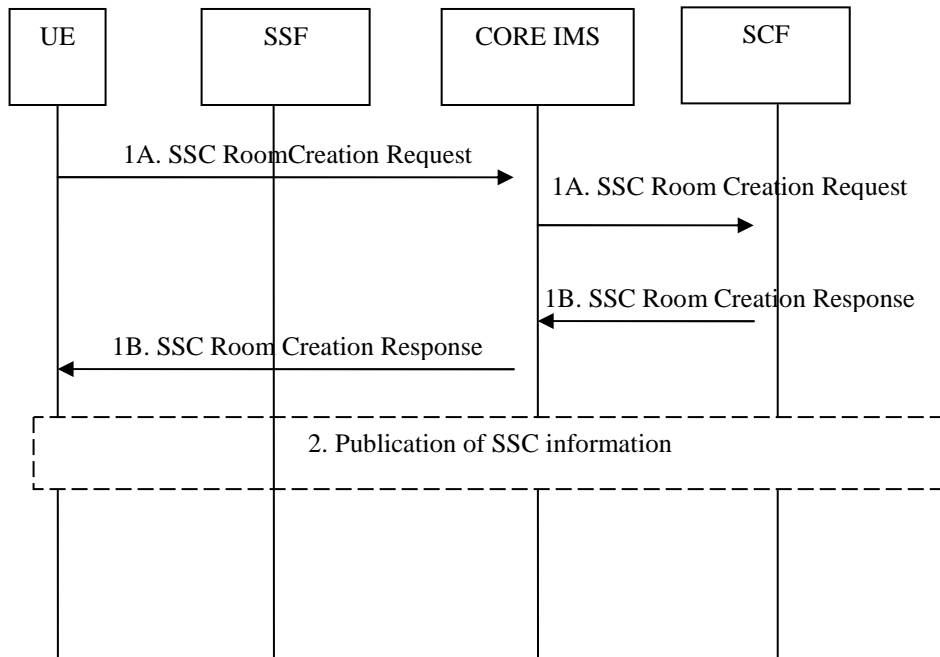 UE
SSF
CORE IMS
SCF
1A. SSC RoomCreation Request
1A. SSC Room Creation Request
1B. SSC Room Creation Response
1B. SSC Room Creation Response
2. Publication of SSC information